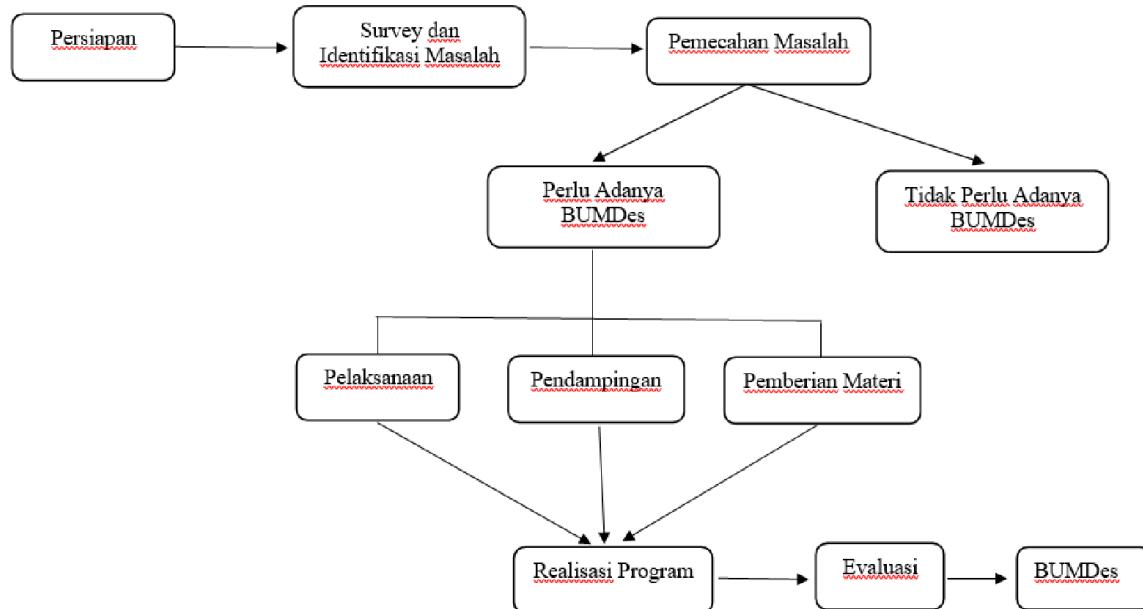 Persiapan
Survey dan
Identifikasi Masalah
Pemecahan Masalah
Perlu Adanya
BUMDes
Tidak Perlu Adanya
BUMDes
Pelaksanaan
Pendampingan
Pemberian Materi
Realisasi Program
Evaluasi
BUMDes